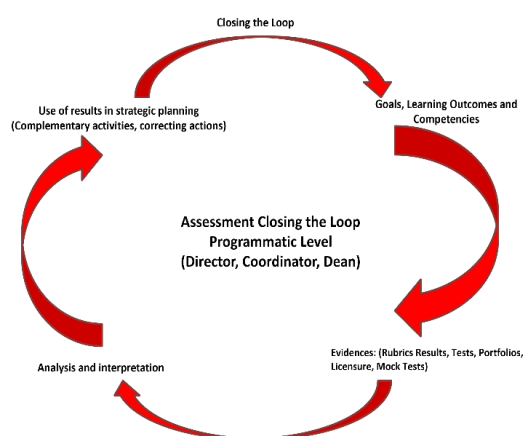 Closing the Loop
Goals, Learning Outcomes and
Competencies
Use of results in strategic planning
(Complementary activities, correcting actions)
Assessment Closing the Loop
Programmatic Level
(Director, Coordinator, Dean)
Evidences: (Rubrics Results, Tests, Portfolios,
Licensure, Mock Tests)
Analysis and interpretation